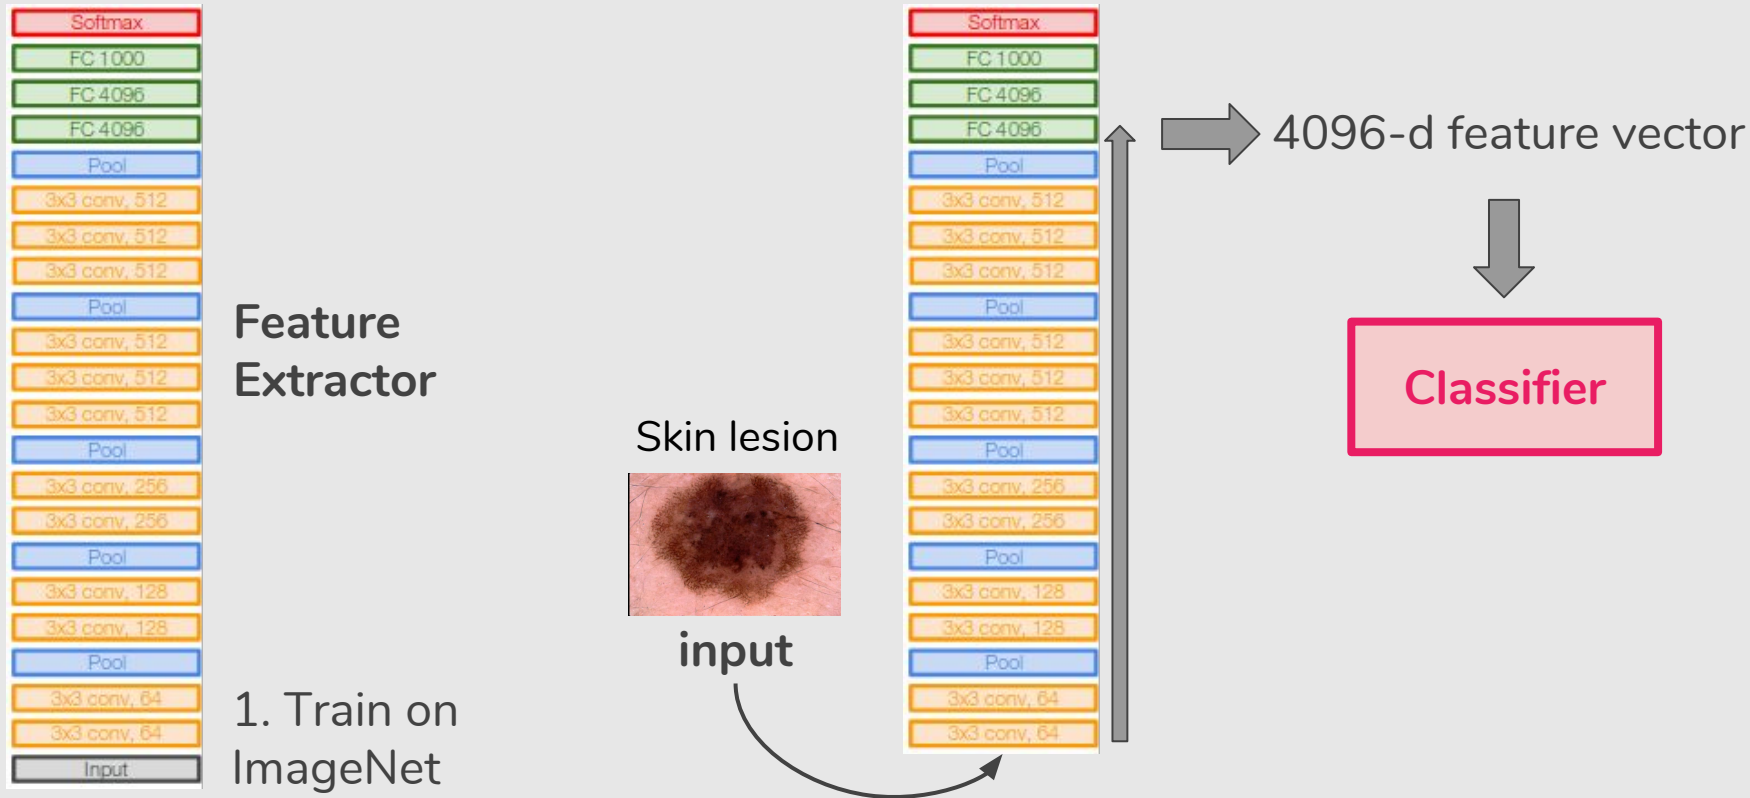 Softmax
FC 1000
FC 4096
FC 4096
Pool
3x3 conv, 512
3x3 conv, 512
3x3 conv, 512
Pool
3x3 conv, 512
3x3 conv, 512
3x3 conv, 512
Pool
3x3 conv, 256
3x3 conv, 256
Pool
3x3 conv, 128
3x3 conv, 128
Pool
3x3 conv, 64
3x3 conv, 64
Input
Feature
Extractor
1. Train on
ImageNet
Skin lesion
input
Softmax
FC 1000
FC 4096
FC 4096
Pool
3x3 conv, 512
3x3 conv, 512
3x3 conv, 512
Pool
3x3 conv, 512
3x3 conv, 512
3x3 conv, 512
Pool
3x3 conv, 256
3x3 conv, 256
Pool
3x3 conv, 128
3x3 conv, 128
Pool
3x3 conv, 64
3x3 conv, 64
4096-d feature vector
Classifier